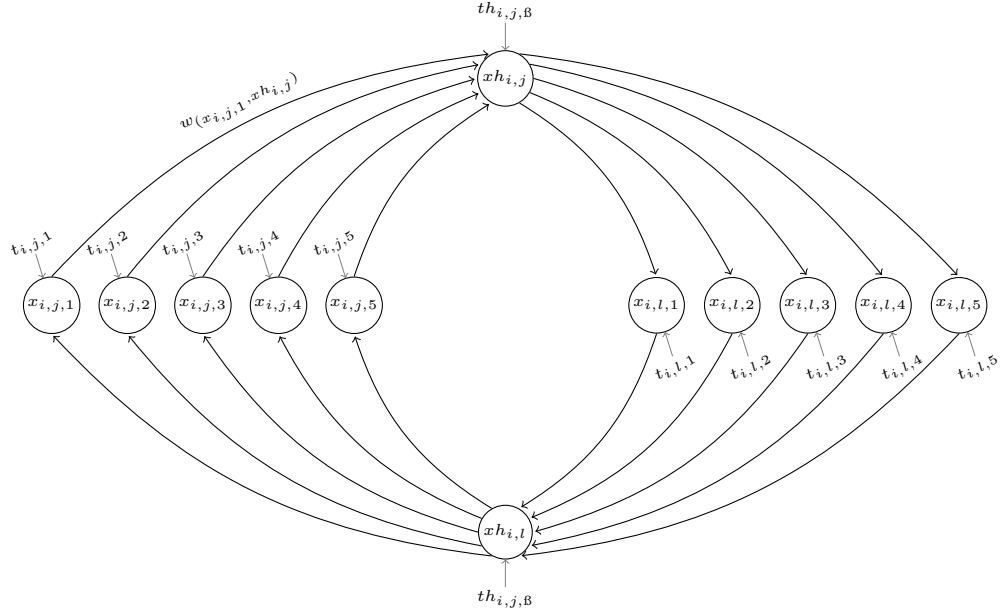 th_{i,j,ß}
xh_{i,j}
w_{(x_{i,j,1},xh_{i,j})}
t_{i,j,1} t_{i,j,2} t_{i,j,3} t_{i,j,4} t_{i,j,5}
x_{i,j,1} x_{i,j,2} x_{i,j,3} x_{i,j,4} x_{i,j,5} x_{i,l,1} x_{i,l,2} x_{i,l,3} x_{i,l,4} x_{i,l,5}
t_{i,l,1} t_{i,l,2} t_{i,l,3} t_{i,l,4} t_{i,l,5}
xh_{i,l}
th_{i,j,ß}